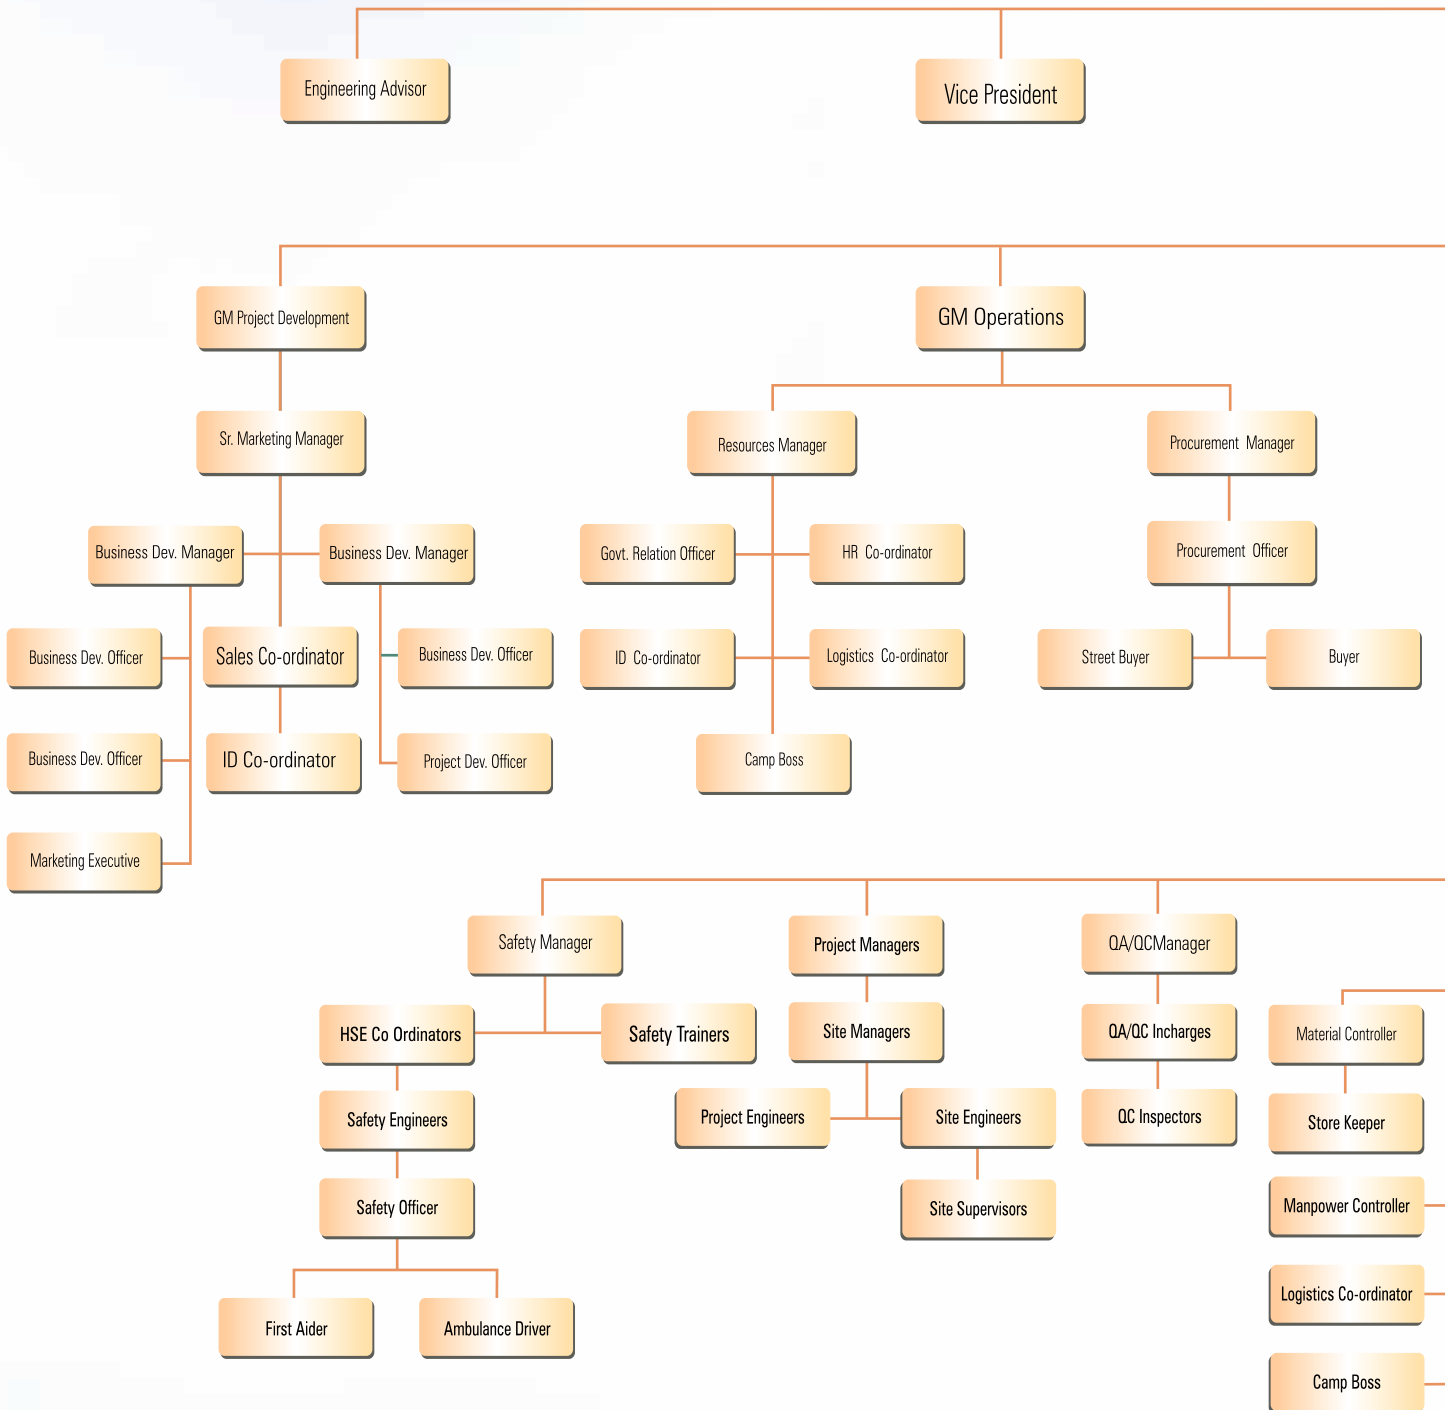 Engineering Advisor
Vice President
GM Project Development
GM Operations
Sr. Marketing Manager
Resources Manager
Procurement Manager
Business Dev. Manager
Business Dev. Manager
Govt. Relation Officer
HR Co-ordinator
Procurement Officer
Business Dev. Officer
Sales Co-ordinator
Business Dev. Officer
ID Co-ordinator
Logistics Co-ordinator
Street Buyer
Buyer
Business Dev. Officer
ID Co-ordinator
Project Dev. Officer
Camp Boss
Marketing Executive
Safety Manager
Project Managers
QA/QCManager
HSE Co Ordinators
Safety Trainers
Site Managers
QA/QC Incharges
Material Controller
Safety Engineers
Project Engineers
Site Engineers
QC Inspectors
Store Keeper
Safety Officer
Site Supervisors
Manpower Controller
Logistics Co-ordinator
First Aider
Ambulance Driver
Camp Boss